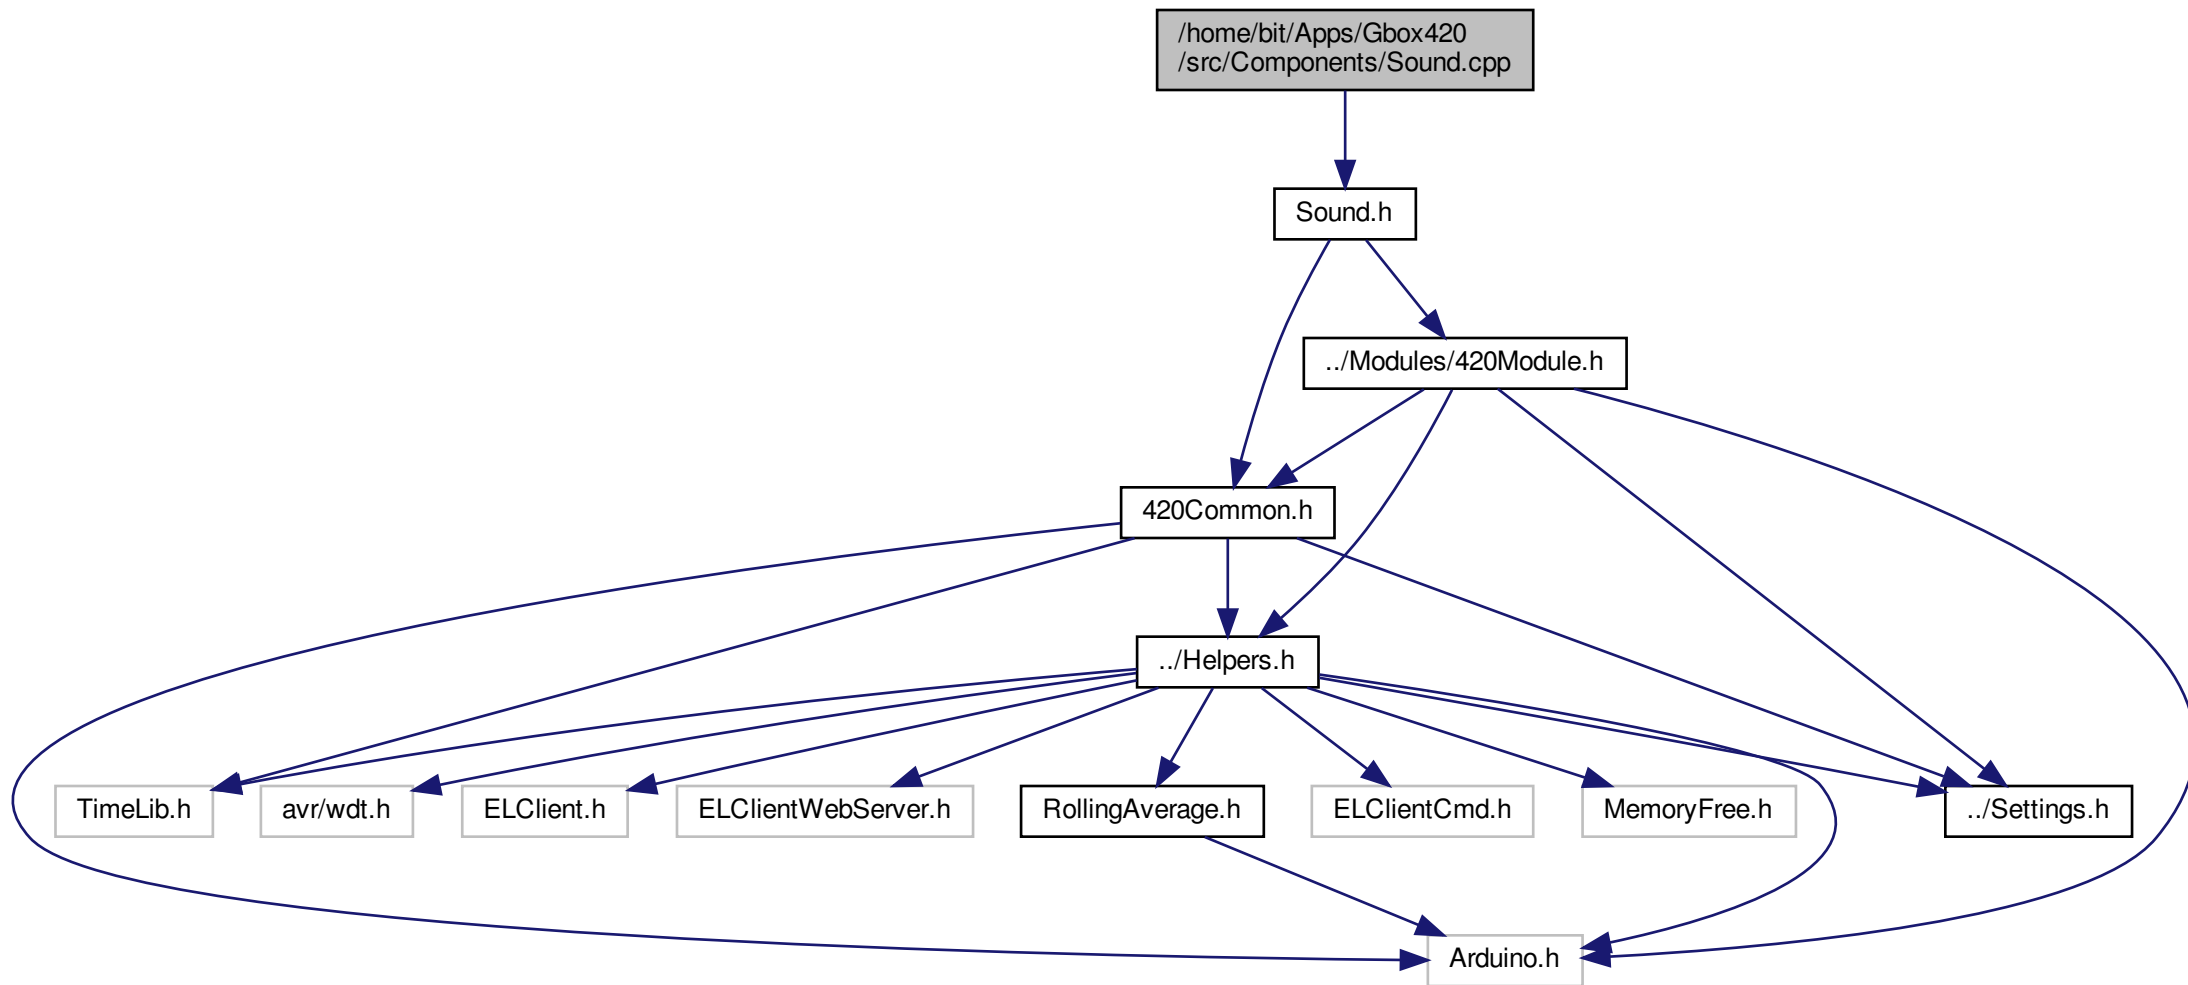 /home/bit/Apps/Gbox420
/src/Components/Sound.cpp
Sound.h
../Modules/420Module.h
420Common.h
../Helpers.h
TimeLib.h
avr/wdt.h
ELClient.h
ELClientWebServer.h
RollingAverage.h
ELClientCmd.h
MemoryFree.h
../Settings.h
Arduino.h